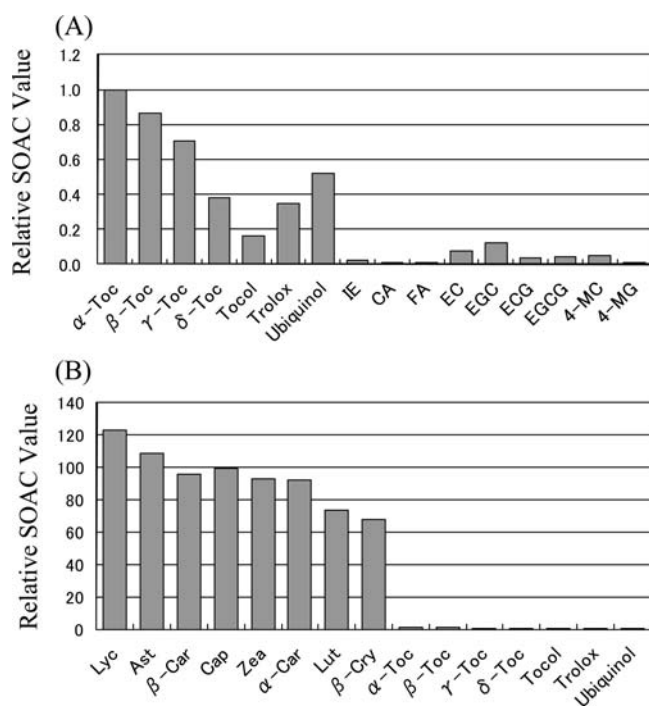 (A)
Relative SOAC Value
1.2
1.0
0.8
0.6
0.4
0.2
0.0
α-Toc
β-Toc
γ-Toc
δ-Toc
Tocol
Trolox
Ubiquinol
IE
CA
FA
EC
EGC
ECG
EGCG
4-MC
4-MG
(B)
Relative SOAC Value
140
120
100
80
60
40
20
0
Lyc
Ast
β-Car
Cap
Zea
α-Car
Lut
β-Cry
α-Toc
β-Toc
γ-Toc
δ-Toc
Tocol
Trolox
Ubiquinol